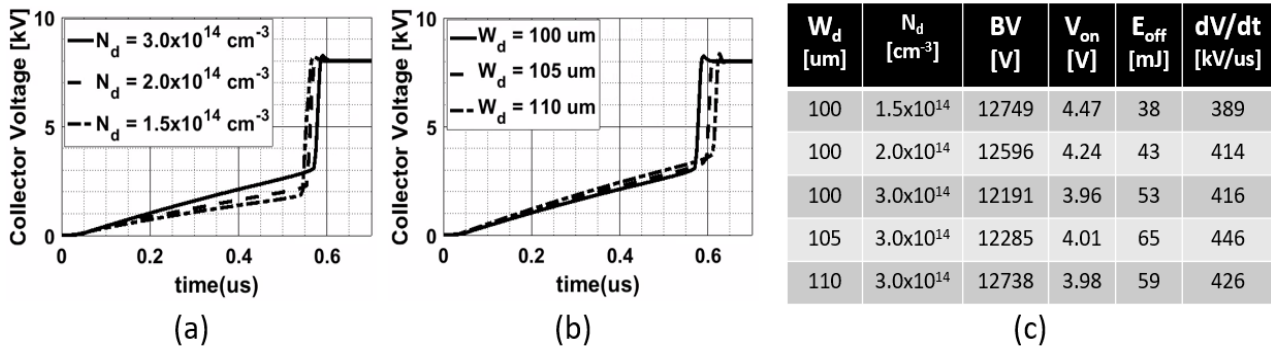 10
5
0
Collector Voltage [kV]
N_d = 3.0x10^14 cm^-3
N_d = 2.0x10^14 cm^-3
N_d = 1.5x10^14 cm^-3
0 0.2 0.4 0.6
time(us)
(a)
10
5
0
Collector Voltage [kV]
W_d = 100 um
W_d = 105 um
W_d = 110 um
0 0.2 0.4 0.6
time(us)
(b)
W_d [um] N_d [cm^-3] BV [V] V_on [V] E_off [mJ] dV/dt [kV/us]
100 1.5x10^14 12749 4.47 38 389
100 2.0x10^14 12596 4.24 43 414
100 3.0x10^14 12191 3.96 53 416
105 3.0x10^14 12285 4.01 65 446
110 3.0x10^14 12738 3.98 59 426
(c)